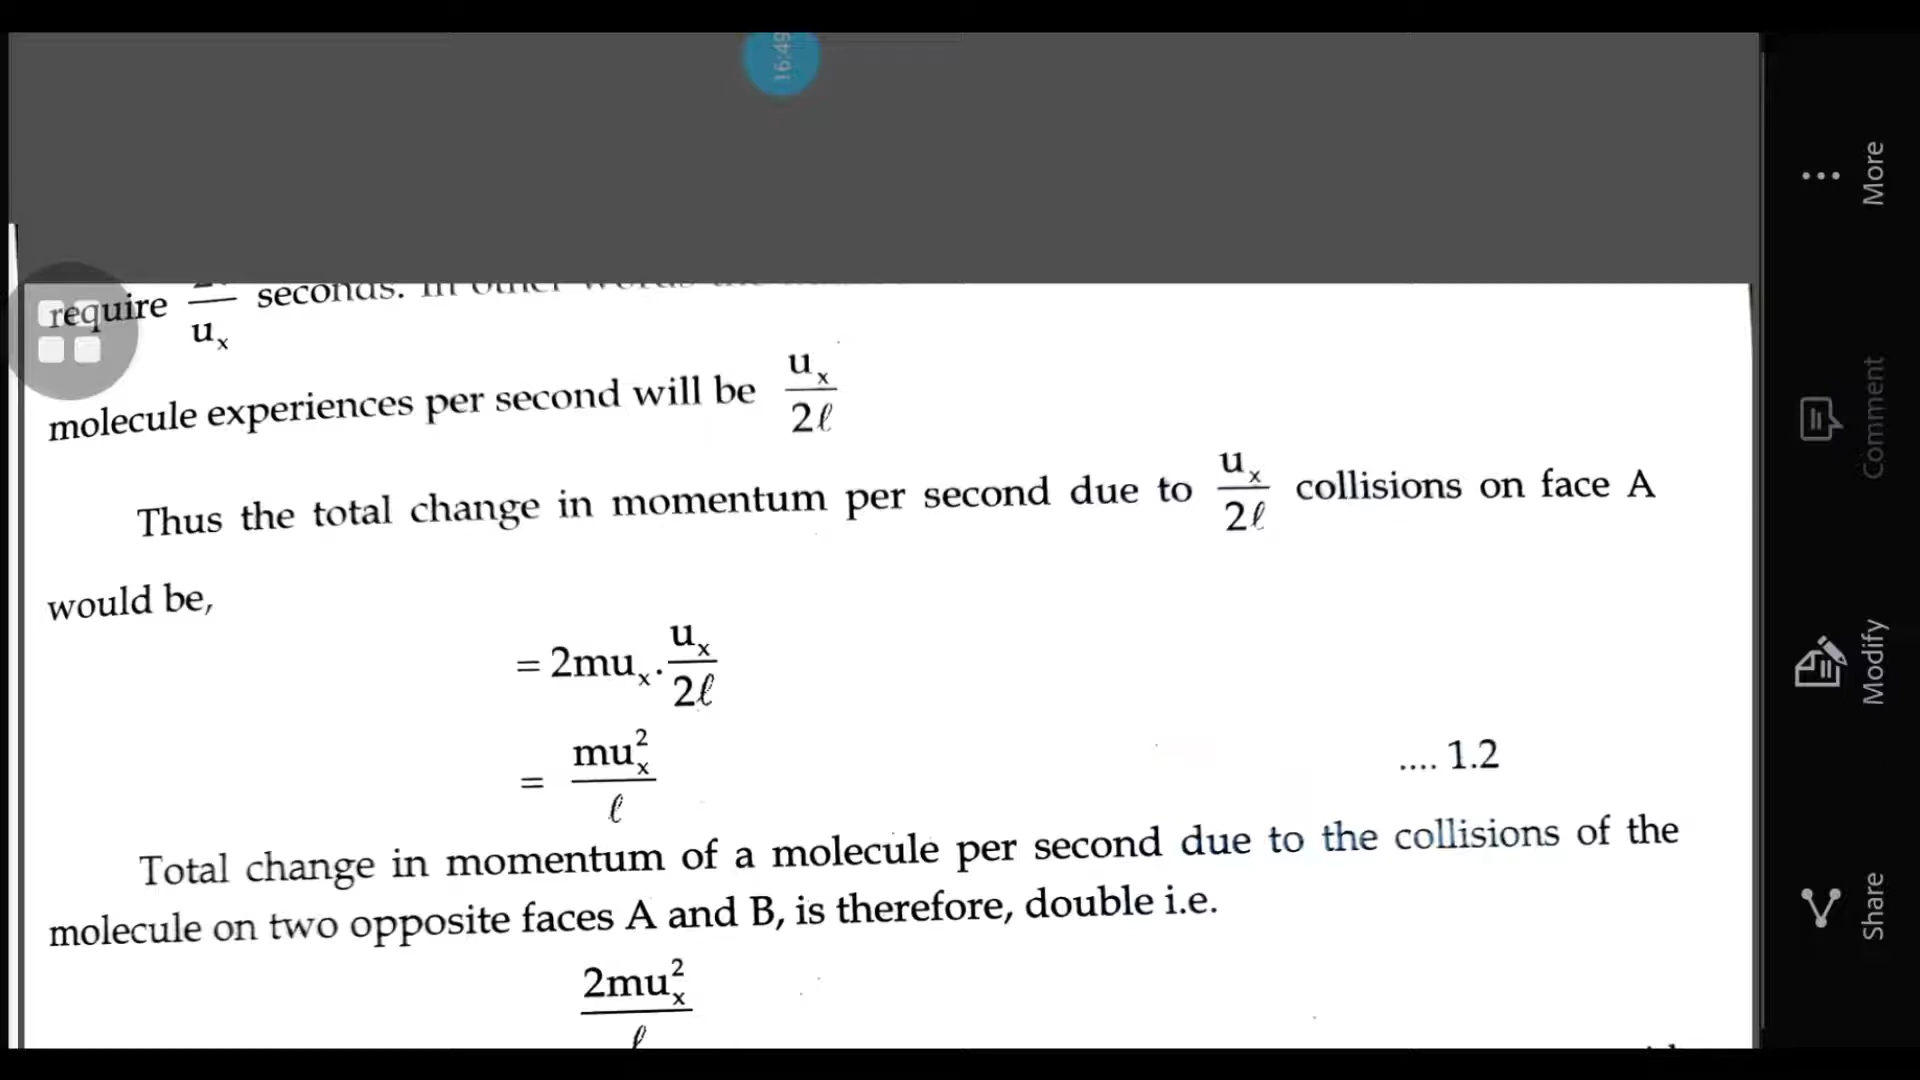 16:49
require /u_x seconds. In other
molecule experiences per second will be u_x/2ℓ
Thus the total change in momentum per second due to u_x/2ℓ collisions on face A
would be,
= 2mu_x . u_x/2ℓ
= mu_x²/ℓ .... 1.2
Total change in momentum of a molecule per second due to the collisions of the
molecule on two opposite faces A and B, is therefore, double i.e.
2mu_x²/ℓ
More
Comment
Modify
Share